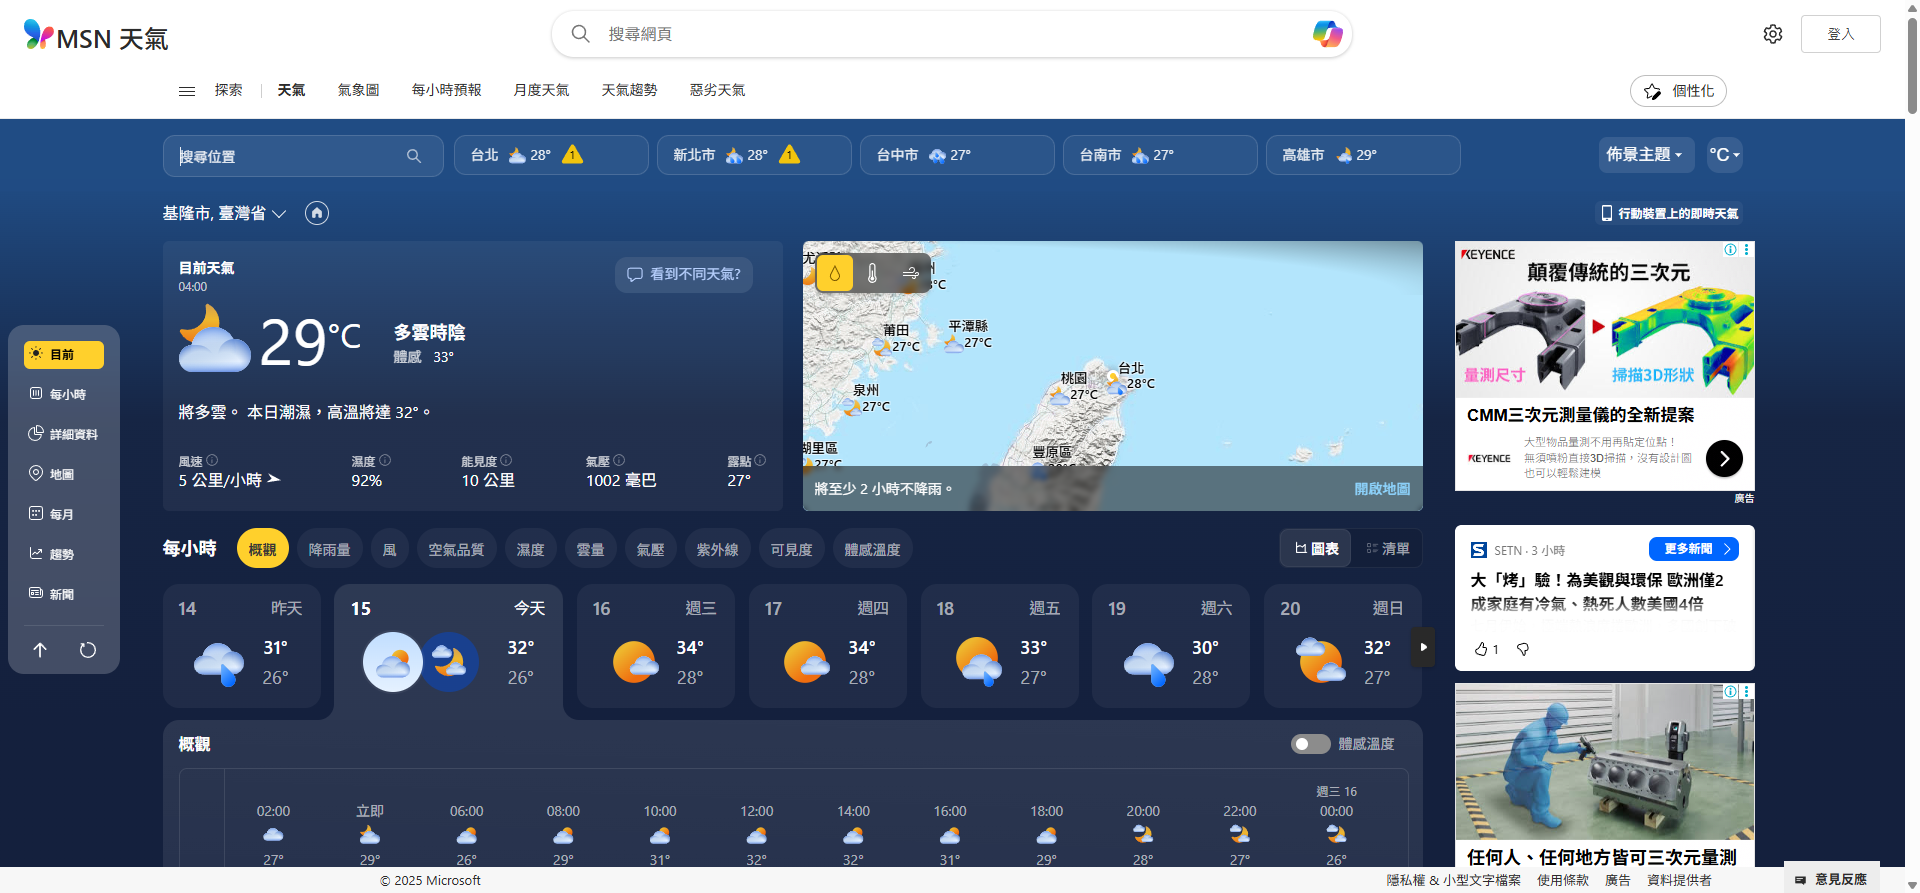 MSN 天氣
搜尋網頁
登入
探索
天氣
氣象圖
每小時預報
月度天氣
天氣趨勢
惡劣天氣
個性化
搜尋位置
台北 28° 1
新北市 28° 1
台中市 27°
台南市 27°
高雄市 29°
佈景主題
°C
基隆市, 臺灣省
行動裝置上的即時天氣
目前
每小時
詳細資料
地圖
每月
趨勢
新聞
目前天氣
04:00
看到不同天氣?
29°C
多雲時陰
體感 33°
將多雲。 本日潮濕，高溫將達 32°。
風速
5 公里/小時
濕度
92%
能見度
10 公里
氣壓
1002 毫巴
露點
27°
莆田
27°C
平潭縣
27°C
泉州
27°C
台北
28°C
桃園
27°C
湖里區
27°C
豐原區
將至少 2 小時不降雨。
開啟地圖
KEYENCE
顛覆傳統的三次元
量測尺寸
掃描3D形狀
CMM三次元測量儀的全新提案
KEYENCE
大型物品量測不用再貼定位點！
無須噴粉直接3D掃描，沒有設計圖
也可以輕鬆建模
廣告
每小時
概觀
降雨量
風
空氣品質
濕度
雲量
氣壓
紫外線
可見度
體感溫度
圖表
清單
14 昨天
31°
26°
15 今天
32°
26°
16 週三
34°
28°
17 週四
34°
28°
18 週五
33°
27°
19 週六
30°
28°
20 週日
32°
27°
SETN · 3 小時
更多新聞
大「烤」驗！為美觀與環保 歐洲僅2
成家庭有冷氣、熱死人數美國4倍
1
概觀
體感溫度
週三 16
02:00 立即 06:00 08:00 10:00 12:00 14:00 16:00 18:00 20:00 22:00 00:00
27° 29° 26° 29° 31° 32° 32° 31° 29° 28° 27° 26°
任何人、任何地方皆可三次元量測
© 2025 Microsoft
隱私權 & 小型文字檔案
使用條款
廣告
資料提供者
意見反應